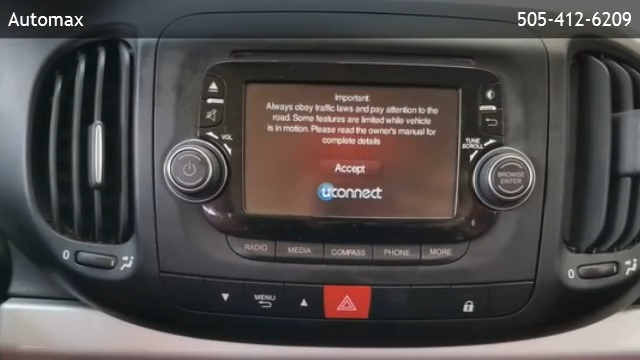 Automax
505-412-6209
Important:
Always obey traffic laws and pay attention to the
road. Some features are limited while vehicle
is in motion. Please read the owner's manual for
complete details
Accept
uconnect
VOL
TUNE
SCROLL
BROWSE
ENTER
RADIO
MEDIA
COMPASS
PHONE
MORE
0
0
MENU